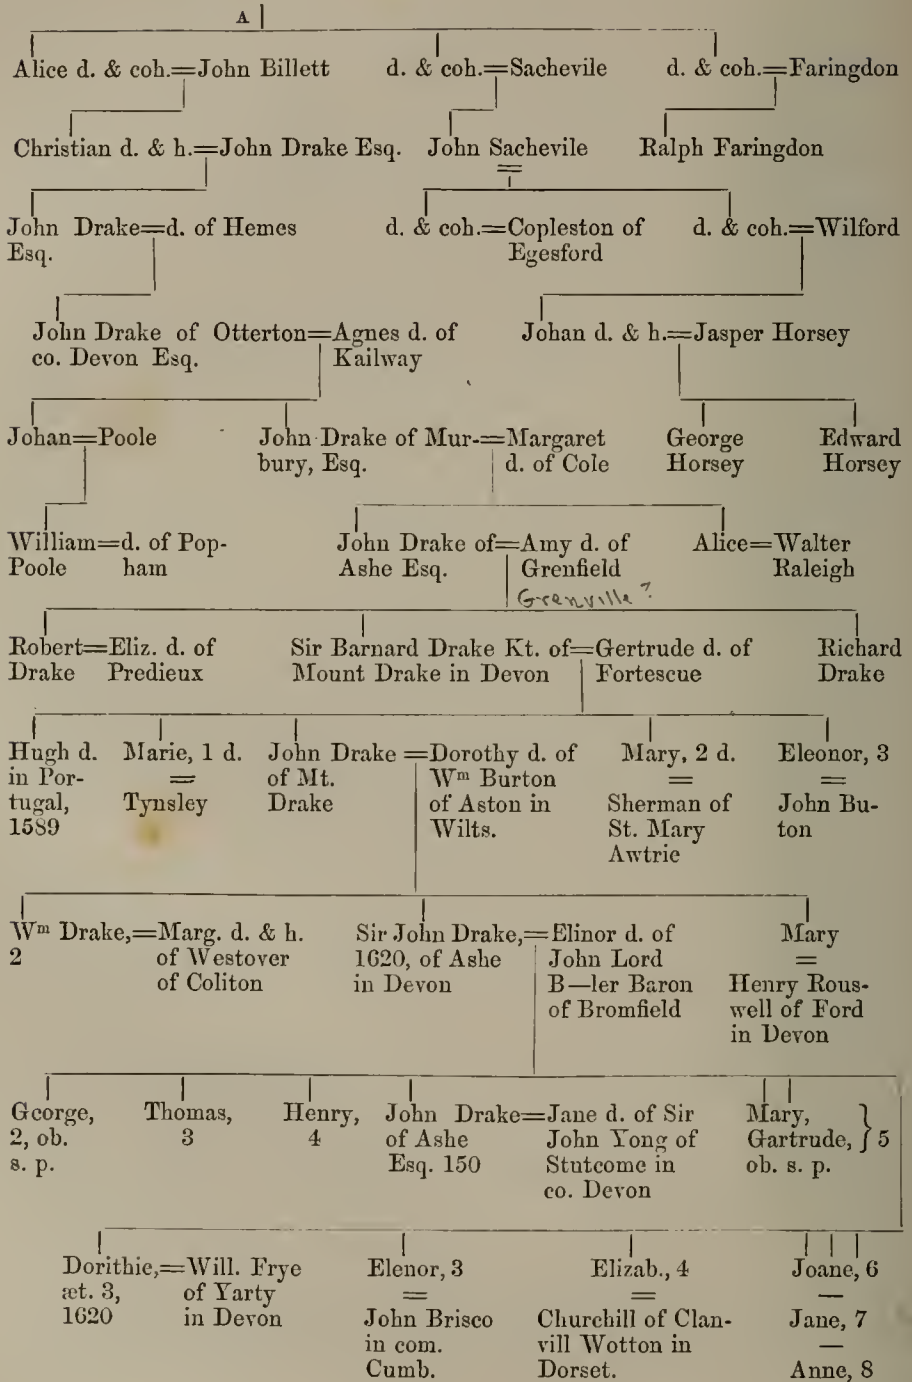 A
Alice d. & coh.=John Billett d. & coh.=Sachevile d. & coh.=Faringdon
Christian d. & h.=John Drake Esq. John Sachevile Ralph Faringdon
=
John Drake=d. of Hemes d. & coh.=Copleston of d. & coh.=Wilford
Esq. Egesford
John Drake of Otterton=Agnes d. of Johan d. & h.=Jasper Horsey
co. Devon Esq. Kailway
Johan=Poole John Drake of Mur-=Margaret George Edward
bury, Esq. d. of Cole Horsey Horsey
William=d. of Pop- John Drake of=Amy d. of Alice=Walter
Poole ham Ashe Esq. Grenfield Raleigh
Grenville?
Robert=Eliz. d. of Sir Barnard Drake Kt. of=Gertrude d. of Richard
Drake Predieux Mount Drake in Devon Fortescue Drake
Hugh d. Marie, 1 d. John Drake =Dorothy d. of Mary, 2 d. Eleonor, 3
in Por- = of Mt. Wm Burton = =
tugal, Tynsley Drake of Aston in Sherman of John Bu-
1589 Wilts. St. Mary ton
Awtrie
Wm Drake,=Marg. d. & h. Sir John Drake,=Elinor d. of Mary
2 of Westover 1620, of Ashe John Lord =
of Coliton in Devon B—ler Baron Henry Rous-
of Bromfield well of Ford
in Devon
George, Thomas, Henry, John Drake=Jane d. of Sir Mary,
2, ob. 3 4 of Ashe John Yong of Gartrude, } 5
s. p. Esq. 150 Stutcome in ob. s. p.
co. Devon
Dorithie,=Will. Frye Elenor, 3 Elizab., 4 Joane, 6
æt. 3, of Yarty = = —
1620 in Devon John Brisco Churchill of Clan- Jane, 7
in com. vill Wotton in —
Cumb. Dorset. Anne, 8